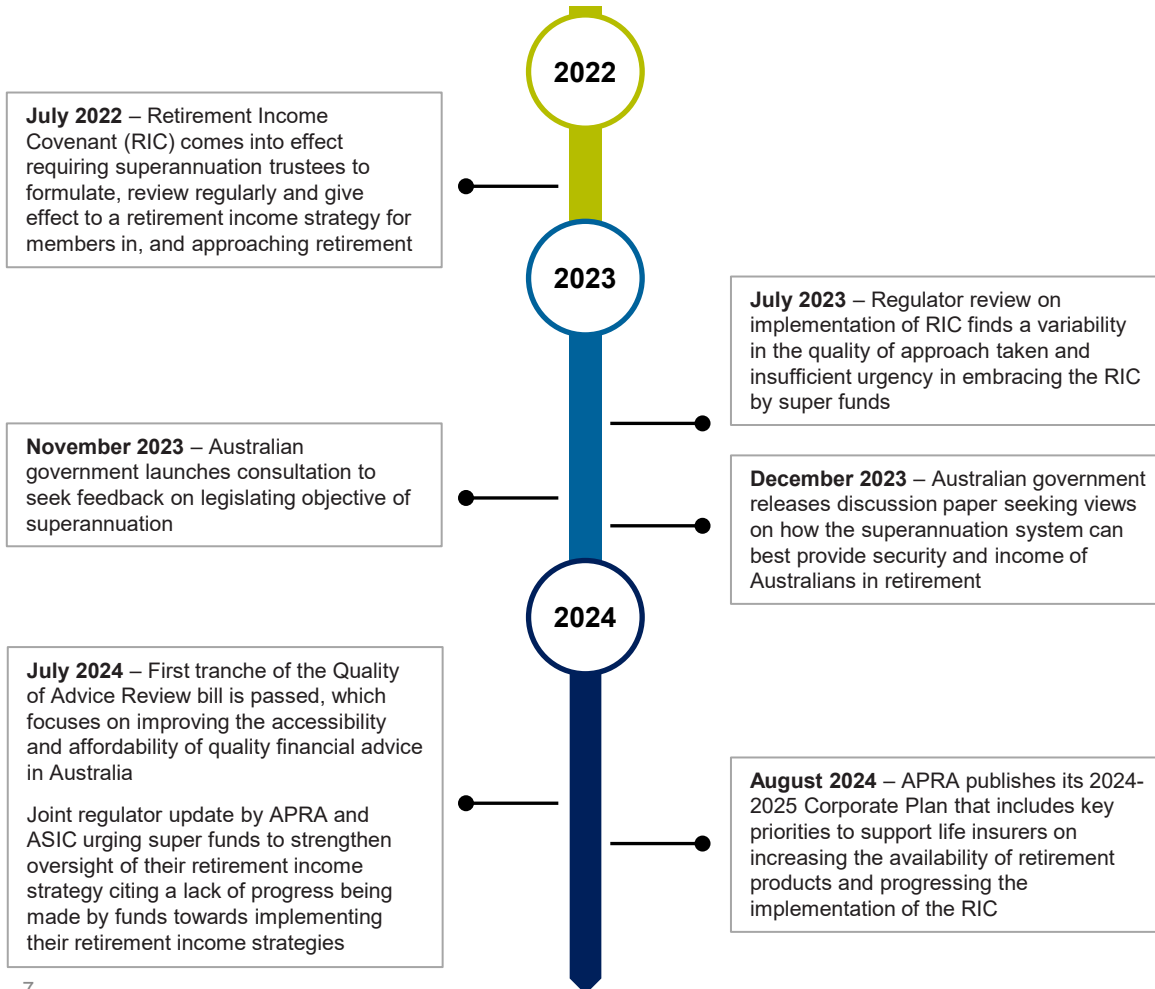 2022
July 2022 – Retirement Income
Covenant (RIC) comes into effect
requiring superannuation trustees to
formulate, review regularly and give
effect to a retirement income strategy for
members in, and approaching retirement
2023
July 2023 – Regulator review on
implementation of RIC finds a variability
in the quality of approach taken and
insufficient urgency in embracing the RIC
by super funds
November 2023 – Australian
government launches consultation to
seek feedback on legislating objective of
superannuation
December 2023 – Australian government
releases discussion paper seeking views
on how the superannuation system can
best provide security and income of
Australians in retirement
2024
July 2024 – First tranche of the Quality
of Advice Review bill is passed, which
focuses on improving the accessibility
and affordability of quality financial advice
in Australia
Joint regulator update by APRA and
ASIC urging super funds to strengthen
oversight of their retirement income
strategy citing a lack of progress being
made by funds towards implementing
their retirement income strategies
August 2024 – APRA publishes its 2024-
2025 Corporate Plan that includes key
priorities to support life insurers on
increasing the availability of retirement
products and progressing the
implementation of the RIC
7